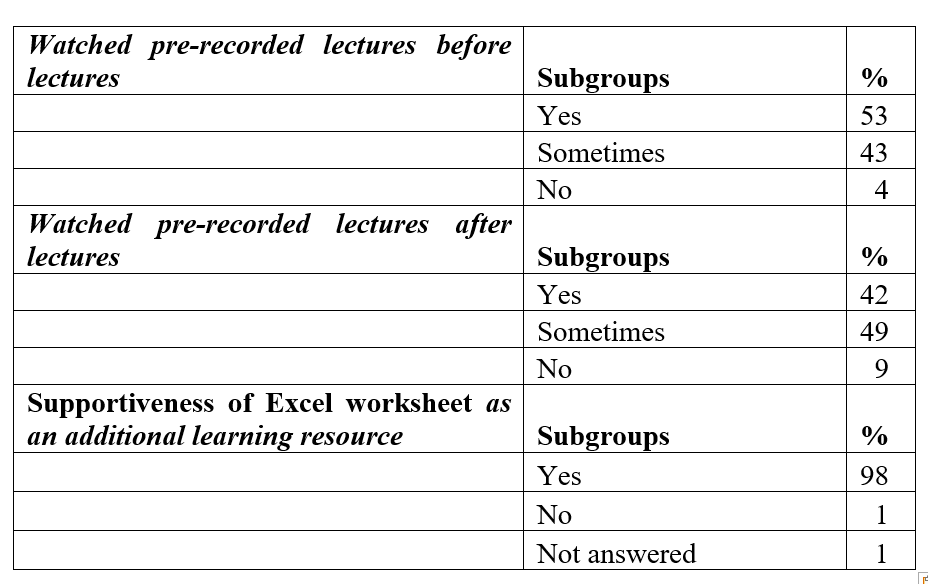 Watched pre-recorded lectures before
lectures Subgroups %
Yes 53
Sometimes 43
No 4
Watched pre-recorded lectures after
lectures Subgroups %
Yes 42
Sometimes 49
No 9
Supportiveness of Excel worksheet as
an additional learning resource Subgroups %
Yes 98
No 1
Not answered 1